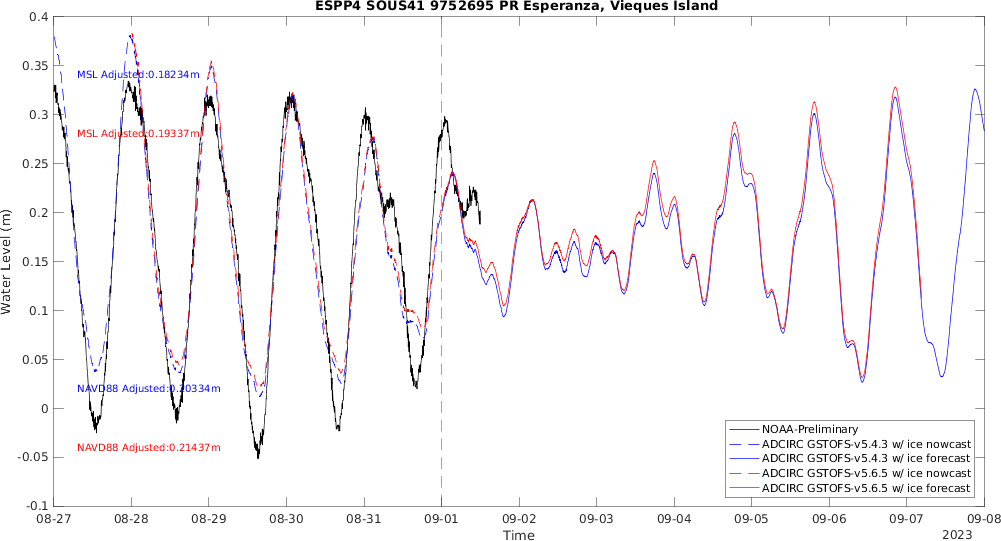 ESPP4 SOUS41 9752695 PR Esperanza, Vieques Island
0.4
0.35
0.3
0.25
0.2
0.15
0.1
0.05
0
-0.05
-0.1
Water Level (m)
MSL Adjusted:0.18234m
MSL Adjusted:0.19337m
NAVD88 Adjusted:0.20334m
NAVD88 Adjusted:0.21437m
NOAA-Preliminary
ADCIRC GSTOFS-v5.4.3 w/ ice nowcast
ADCIRC GSTOFS-v5.4.3 w/ ice forecast
ADCIRC GSTOFS-v5.6.5 w/ ice nowcast
ADCIRC GSTOFS-v5.6.5 w/ ice forecast
08-27 08-28 08-29 08-30 08-31 09-01 09-02 09-03 09-04 09-05 09-06 09-07 09-08
Time
2023